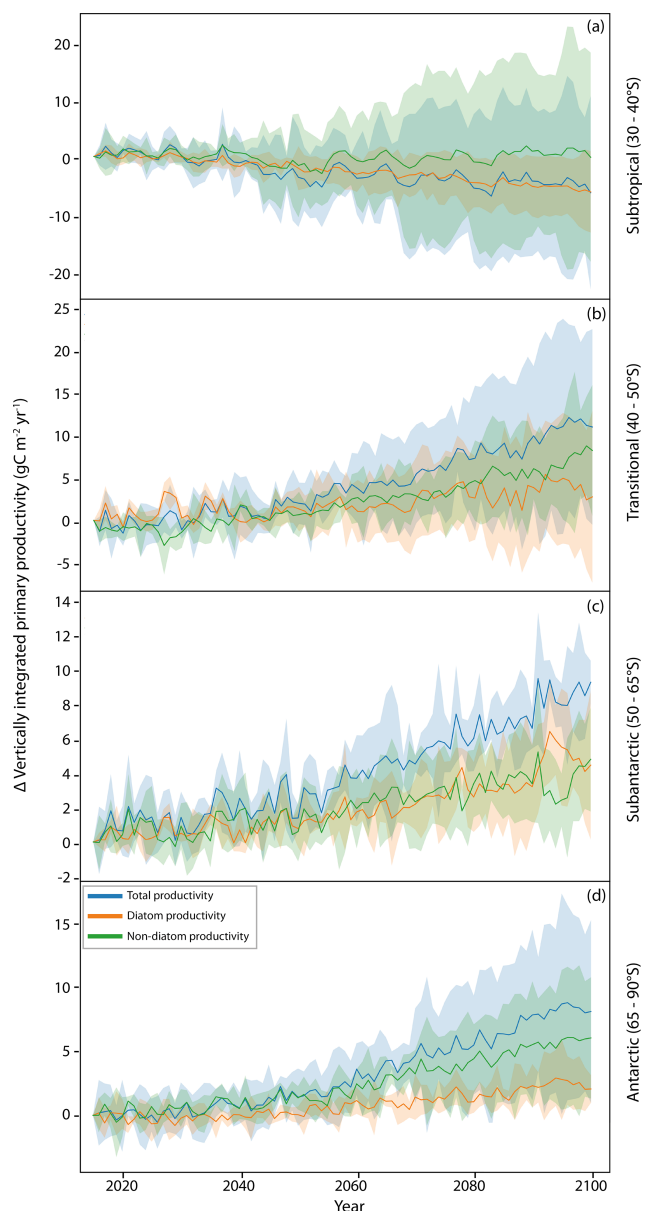 (a)
20
10
0
-10
-20
Subtropical (30 - 40°S)
(b)
25
20
15
10
5
0
-5
Transitional (40 - 50°S)
Δ Vertically integrated primary productivity (gC m⁻² yr⁻¹)
(c)
14
12
10
8
6
4
2
0
-2
Subantarctic (50 - 65°S)
(d)
Total productivity
Diatom productivity
Non-diatom productivity
15
10
5
0
Antarctic (65 - 90°S)
2020 2040 2060 2080 2100
Year